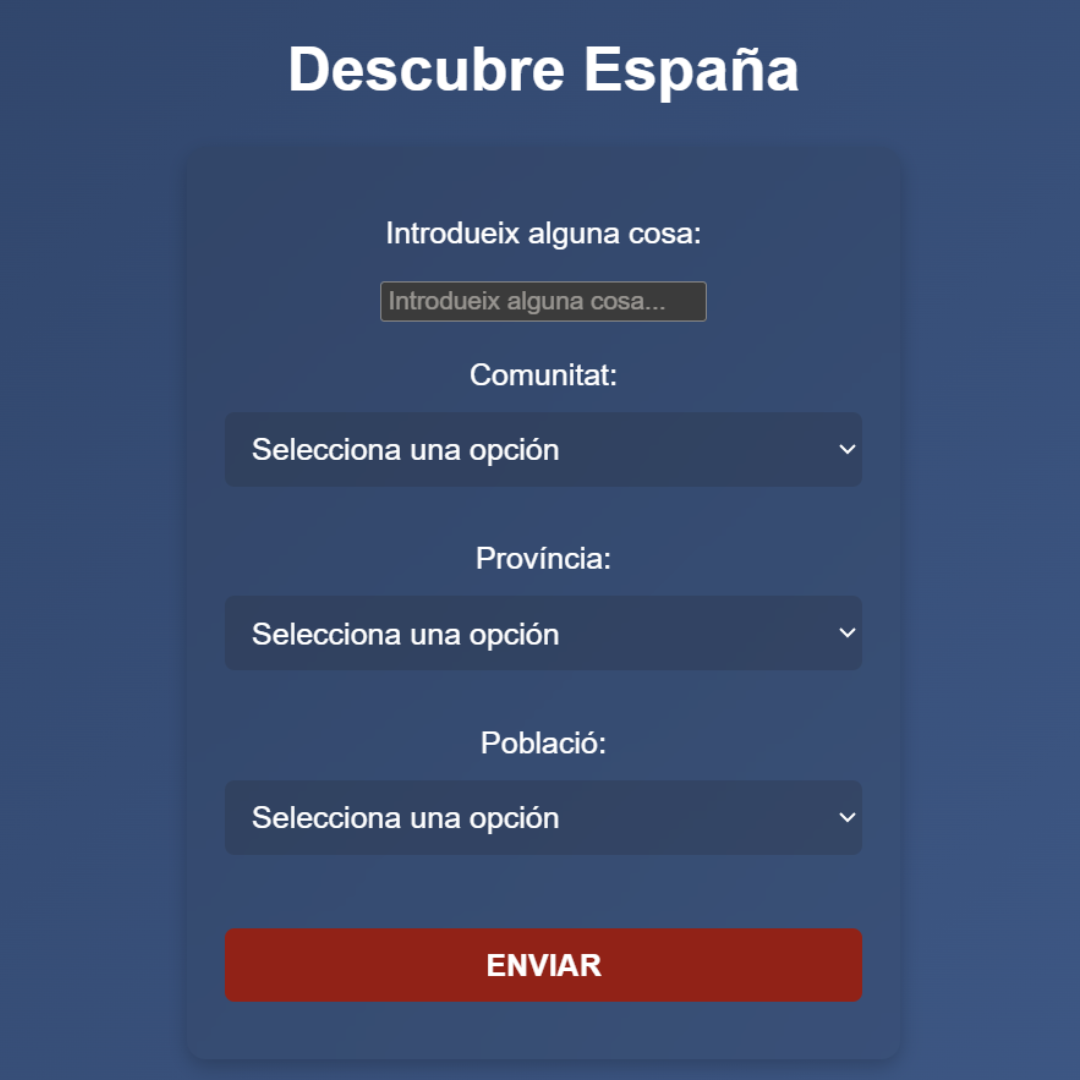 Descubre España
Introdueix alguna cosa:
Introdueix alguna cosa...
Comunitat:
Selecciona una opción
Província:
Selecciona una opción
Població:
Selecciona una opción
ENVIAR